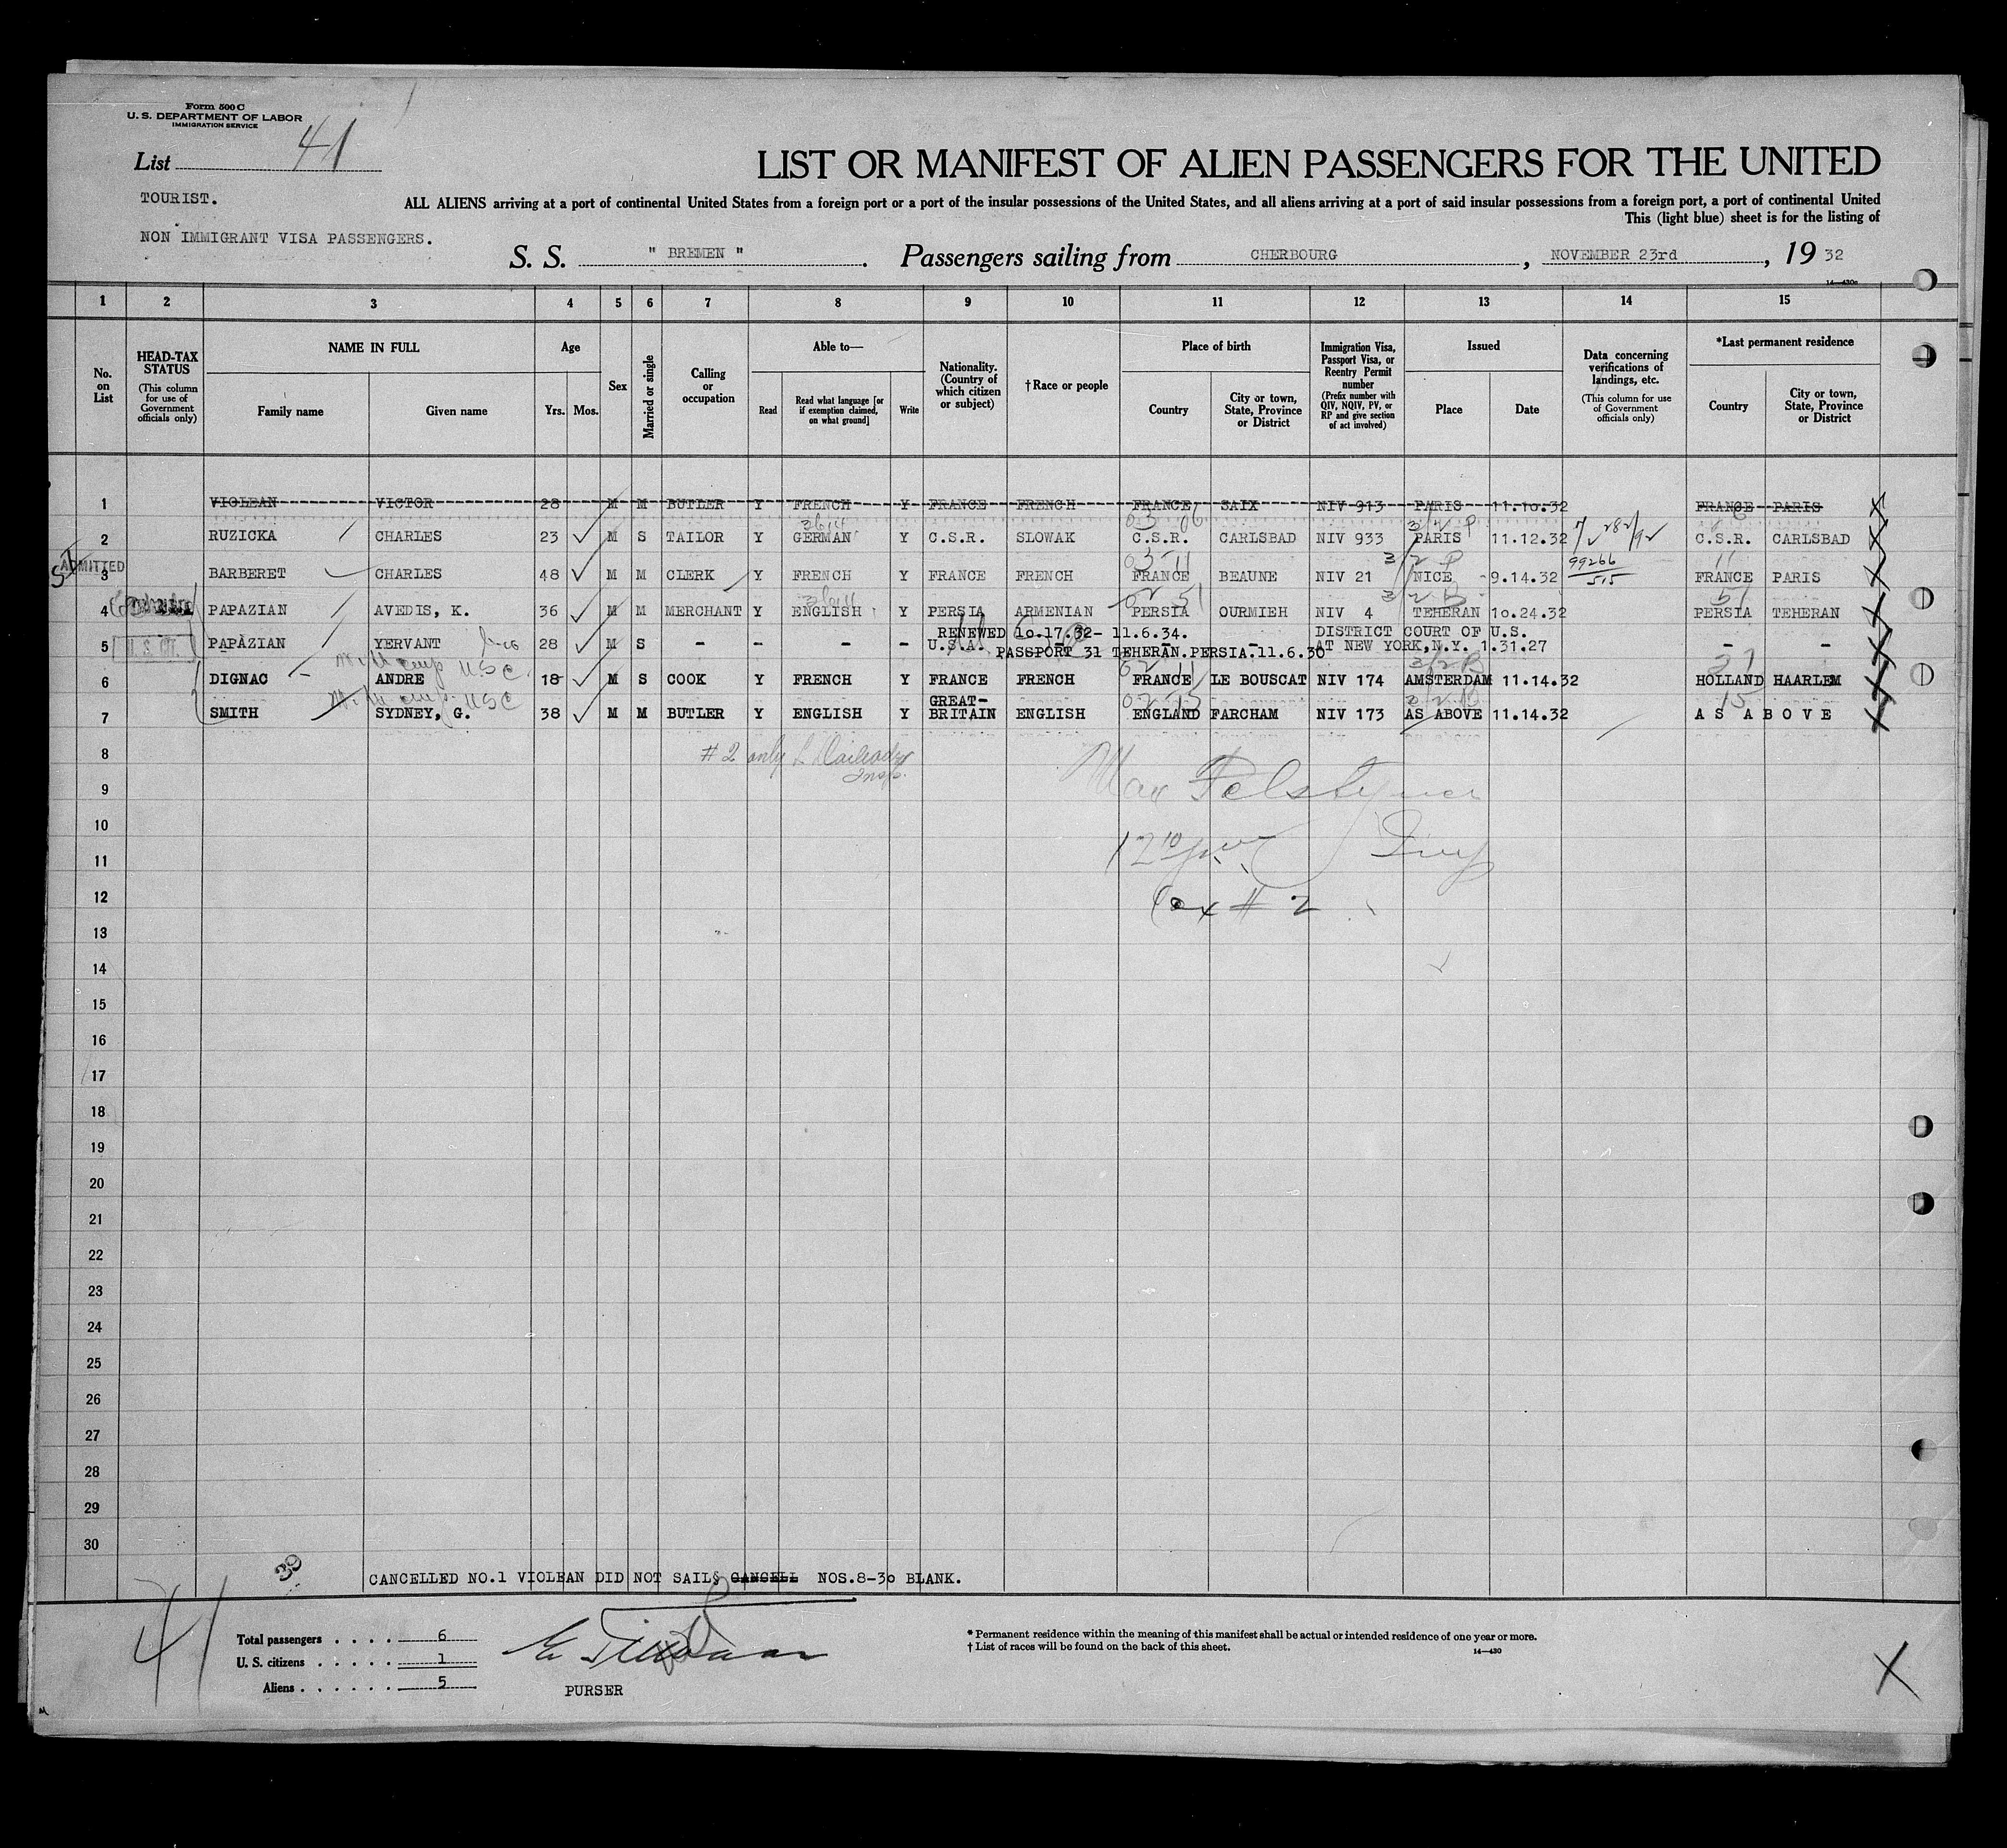 Form 500 C
U. S. DEPARTMENT OF LABOR
IMMIGRATION SERVICE
List 41
TOURIST.
NON IMMIGRANT VISA PASSENGERS.
LIST OR MANIFEST OF ALIEN PASSENGERS FOR THE UNITED
ALL ALIENS arriving at a port of continental United States from a foreign port or a port of the insular possessions of the United States, and all aliens arriving at a port of said insular possessions from a foreign port, a port of continental United
This (light blue) sheet is for the listing of
S. S. " BREMEN ". Passengers sailing from CHERBOURG, NOVEMBER 23rd, 19 32
14—430c
1 2 3 4 5 6 7 8 9 10 11 12 13 14 15
No. on List
HEAD-TAX STATUS (This column for use of Government officials only)
NAME IN FULL
Family name Given name
Age
Yrs. Mos.
Sex
Married or single
Calling or occupation
Able to—
Read Read what language [or if exemption claimed, on what ground] Write
Nationality. (Country of which citizen or subject)
†Race or people
Place of birth
Country City or town, State, Province or District
Immigration Visa, Passport Visa, or Reentry Permit number (Prefix number with QIV, NQIV, PV, or RP and give section of act involved)
Issued
Place Date
Data concerning verifications of landings, etc. (This column for use of Government officials only)
*Last permanent residence
Country City or town, State, Province or District
1 VIOLEAN VICTOR 28 M M BUTLER Y FRENCH Y FRANCE FRENCH FRANCE SAIX NIV 913 PARIS 11.10.32 FRANCE PARIS
2 RUZICKA CHARLES 23 M S TAILOR Y GERMAN Y C.S.R. SLOWAK C.S.R. CARLSBAD NIV 933 PARIS 11.12.32 C.S.R. CARLSBAD
ADMITTED
3 BARBERET CHARLES 48 M M CLERK Y FRENCH Y FRANCE FRENCH FRANCE BEAUNE NIV 21 NICE 9.14.32 99266 515 FRANCE PARIS
4 PAPAZIAN AVEDIS, K. 36 M M MERCHANT Y ENGLISH Y PERSIA ARMENIAN PERSIA OURMIEH NIV 4 TEHERAN 10.24.32 PERSIA TEHERAN
RENEWED 10.17.32- 11.6.34. DISTRICT COURT OF U.S.
U. S. CIT.
5 PAPAZIAN YERVANT 28 M S - - - - U.S.A. - - AT NEW YORK,N.Y. 1.31.27 - -
PASSPORT 31 TEHERAN.PERSIA.11.6.30
6 DIGNAC ANDRE 18 M S COOK Y FRENCH Y FRANCE FRENCH FRANCE LE BOUSCAT NIV 174 AMSTERDAM 11.14.32 HOLLAND HAARLEM
7 SMITH SYDNEY, G. 38 M M BUTLER Y ENGLISH Y GREAT-BRITAIN ENGLISH ENGLAND FARCHAM NIV 173 AS ABOVE 11.14.32 A S A B O V E
8
# 2 only
Insp.
9
Max
10
11
12 10 pm Insp
12
# 2
13
14
15
16
17
18
19
20
21
22
23
24
25
26
27
28
29
30
30
CANCELLED NO.1 VIOLEAN DID NOT SAIL§ CANCELL NOS.8-30 BLANK.
41
Total passengers . . . . 6
U. S. citizens . . . . . 1
Aliens . . . . . . 5
PURSER
* Permanent residence within the meaning of this manifest shall be actual or intended residence of one year or more.
† List of races will be found on the back of this sheet.
14—430